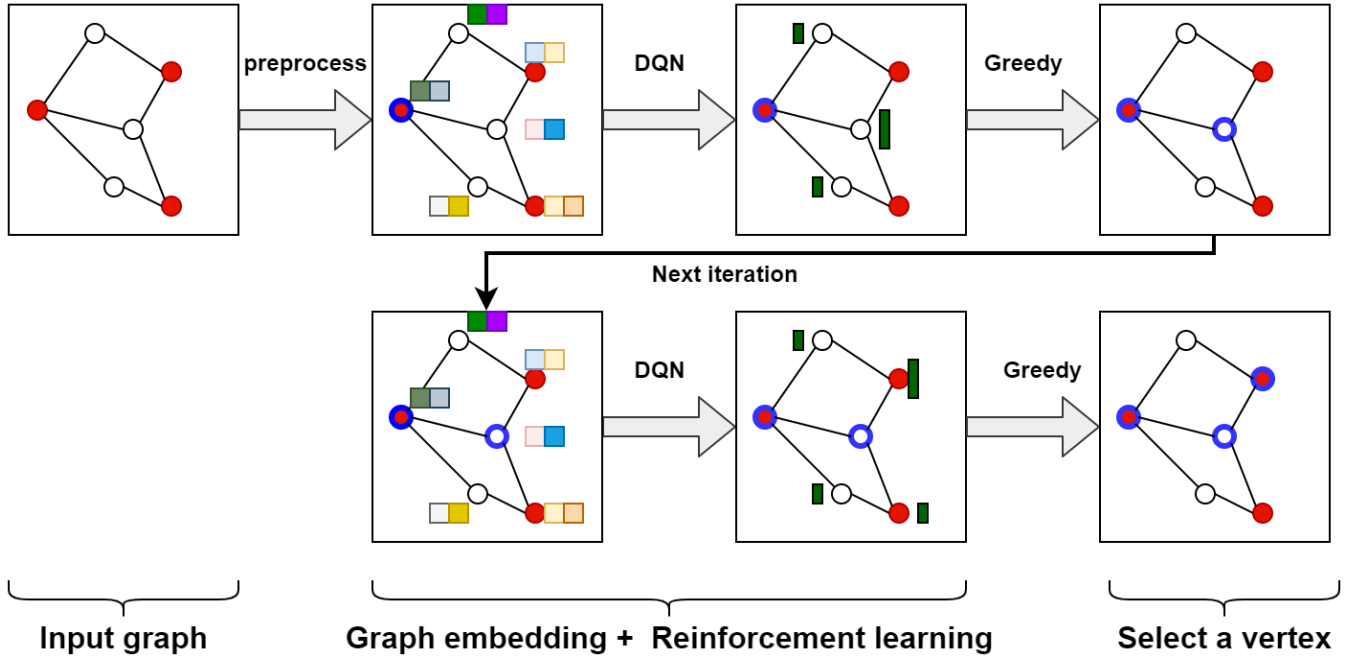 preprocess
DQN
Greedy
Next iteration
DQN
Greedy
Input graph
Graph embedding + Reinforcement learning
Select a vertex